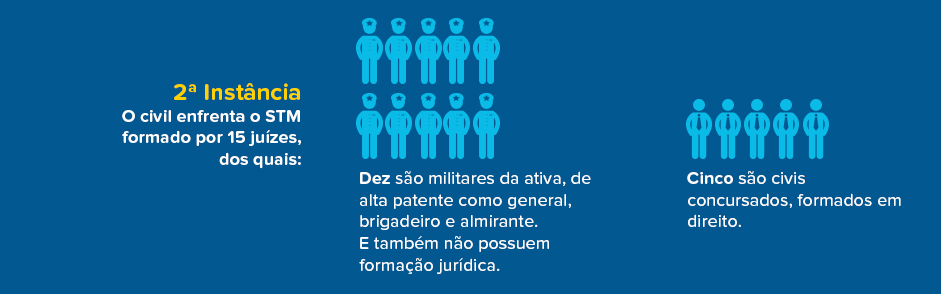 2ª Instância
O civil enfrenta o STM
formado por 15 juízes,
dos quais:
Dez são militares da ativa, de
alta patente como general,
brigadeiro e almirante.
E também não possuem
formação jurídica.
Cinco são civis
concursados, formados em
direito.